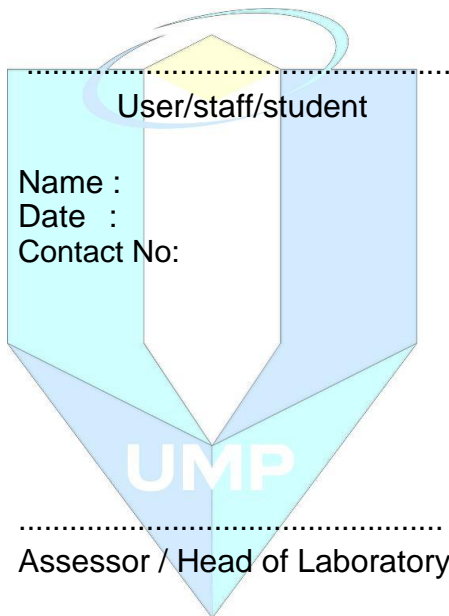 ..................................................
User/staff/student
Name :
Date :
Contact No:
UMP
..................................................
Assessor / Head of Laboratory